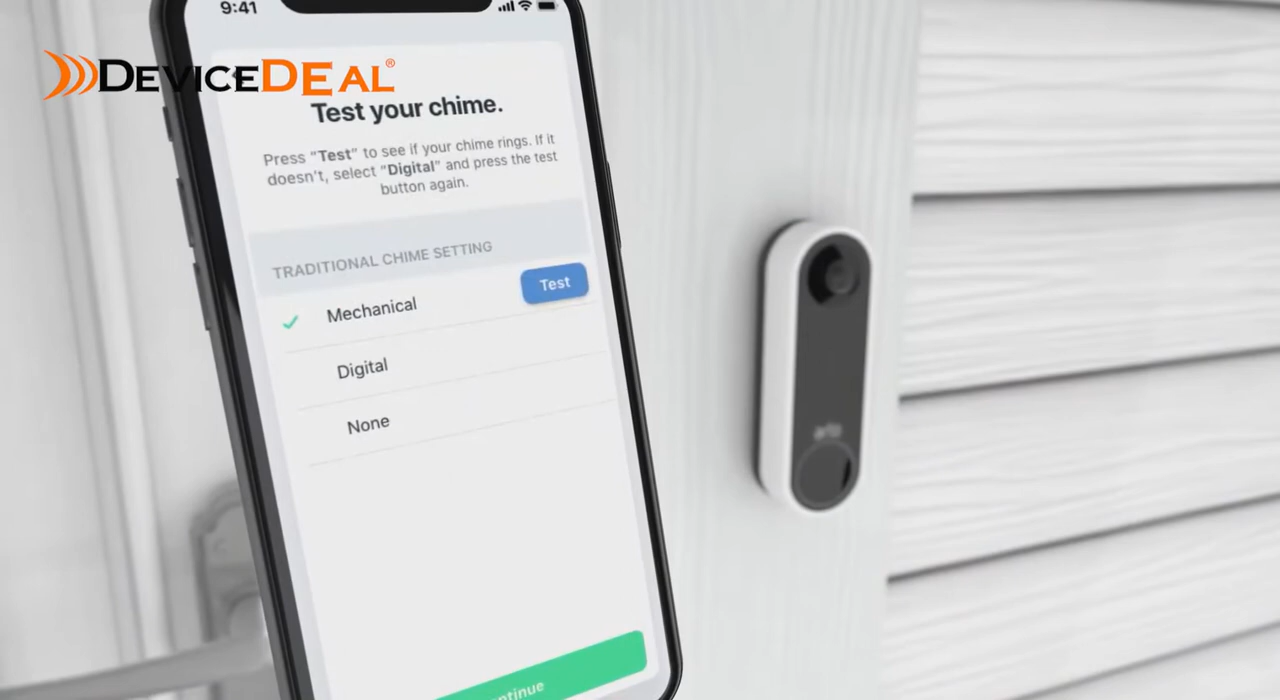 9:41
DEVICEDEAL®
Test your chime.
Press "Test" to see if your chime rings. If it
doesn't, select "Digital" and press the test
button again.
TRADITIONAL CHIME SETTING
Mechanical
Test
Digital
None
arlo